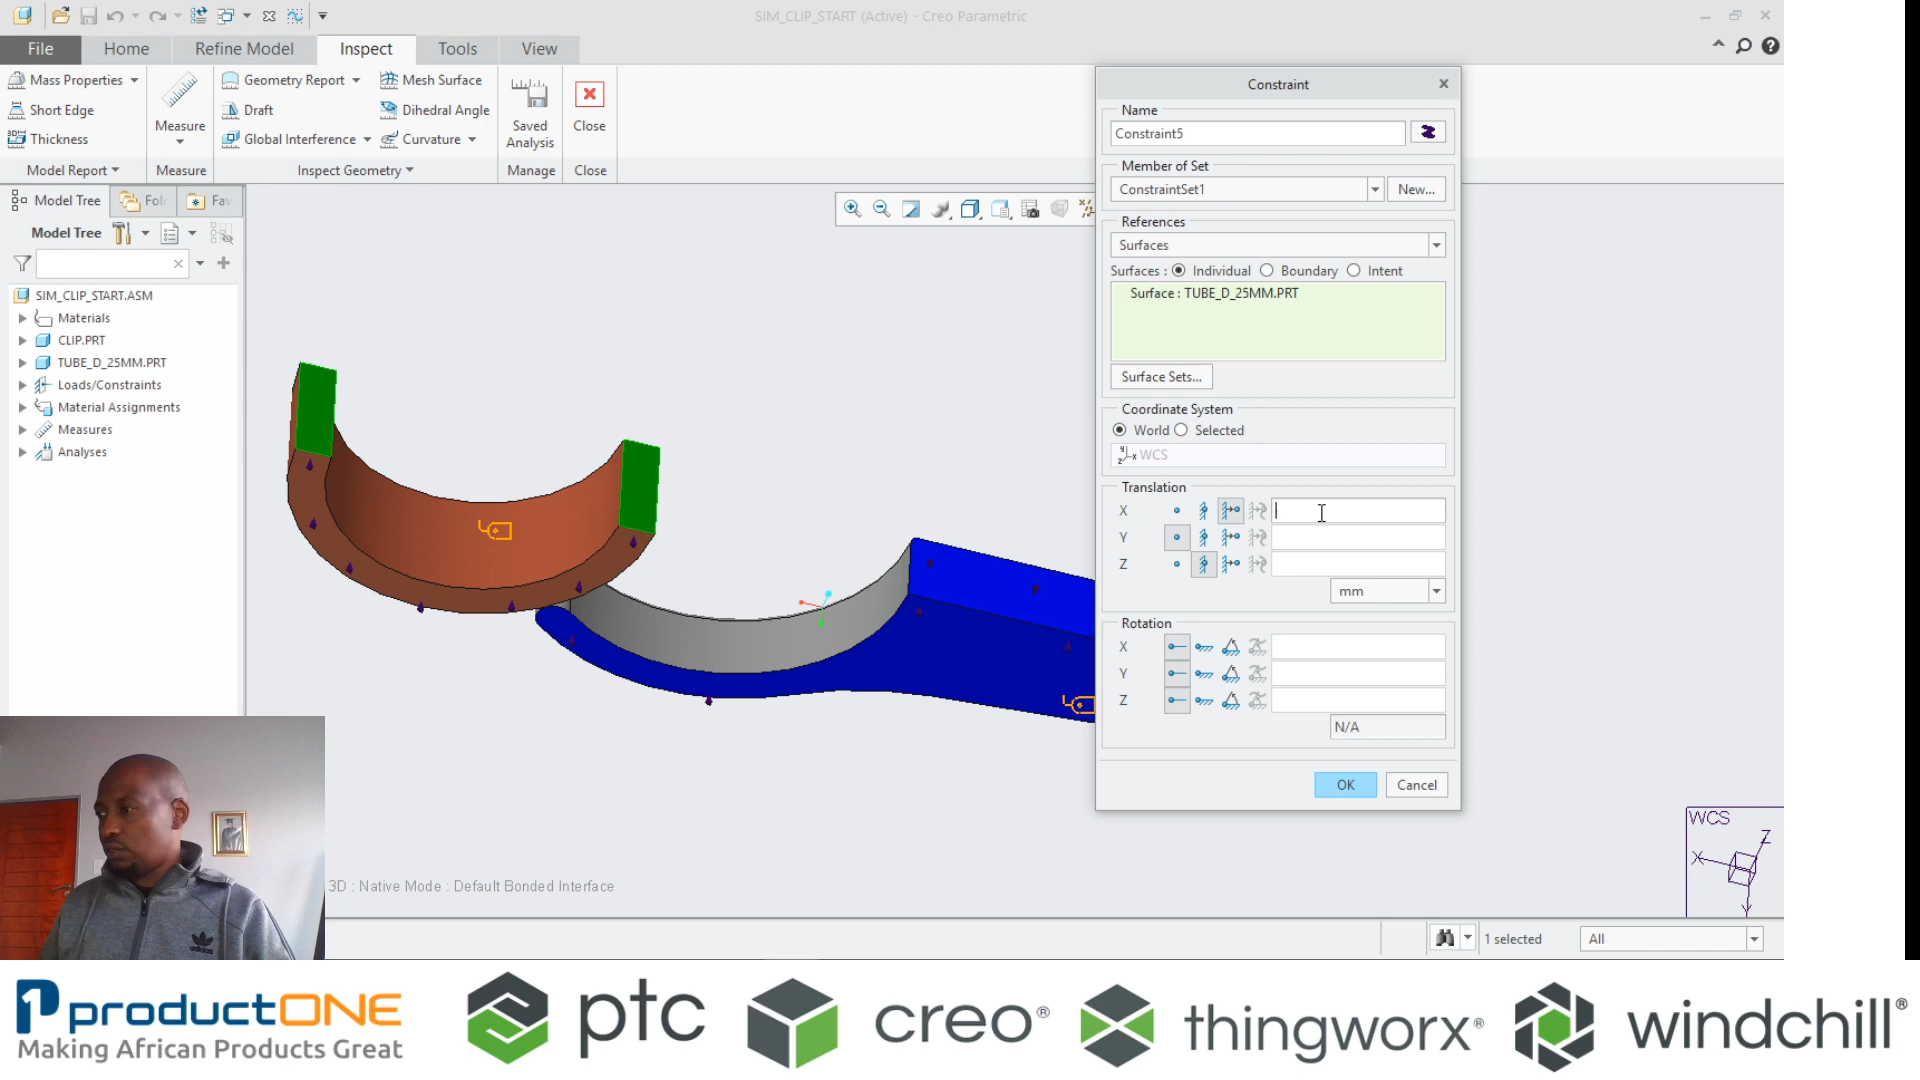 SIM_CLIP_START (Active) - Creo Parametric
File Home Refine Model Inspect Tools View
Mass Properties
Short Edge
Thickness
Model Report
Measure
Measure
Geometry Report
Draft
Global Interference
Mesh Surface
Dihedral Angle
Curvature
Inspect Geometry
Saved
Analysis
Manage
Close
Close
Model Tree Fol Fav
Model Tree
SIM_CLIP_START.ASM
Materials
CLIP.PRT
TUBE_D_25MM.PRT
Loads/Constraints
Material Assignments
Measures
Analyses
Constraint
Name
Constraint5
Member of Set
ConstraintSet1 New...
References
Surfaces
Surfaces : Individual Boundary Intent
Surface : TUBE_D_25MM.PRT
Surface Sets...
Coordinate System
World Selected
WCS
Translation
X
Y
Z
mm
Rotation
X
Y
Z
N/A
OK Cancel
WCS
X Z
3D : Native Mode : Default Bonded Interface
1 selected All
adidas
productONE
Making African Products Great
ptc
creo®
thingworx®
windchill®